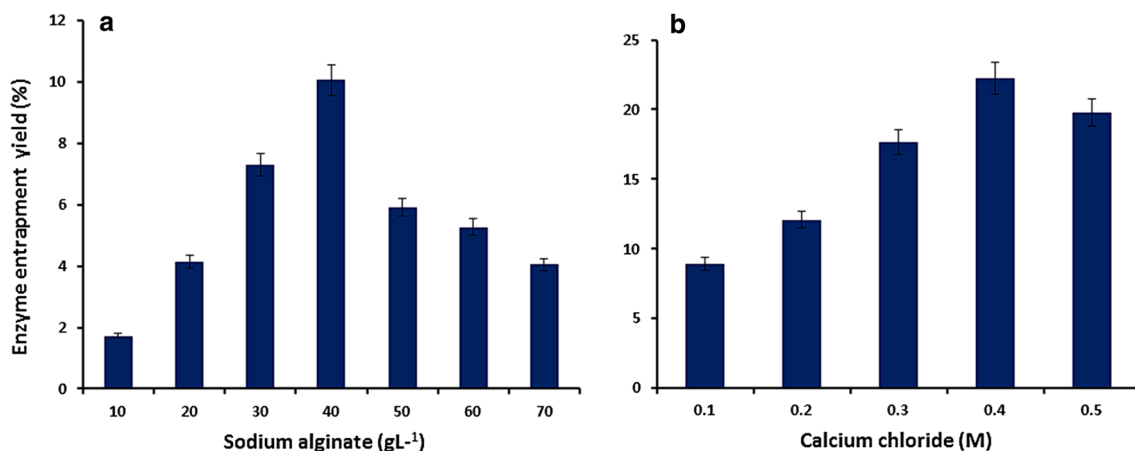 a
12
10
8
6
4
2
0
Enzyme entrapment yield (%)
10 20 30 40 50 60 70
Sodium alginate (gL-¹)
b
25
20
15
10
5
0
0.1 0.2 0.3 0.4 0.5
Calcium chloride (M)